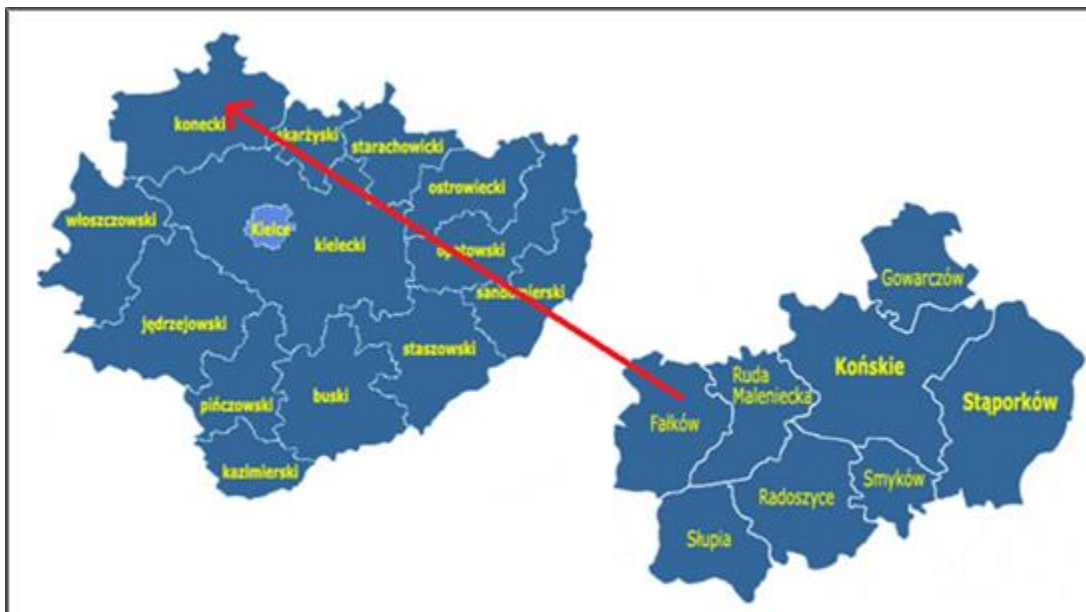 konecki
skarżyski
starachowicki
ostrowiecki
włoszczowski
Kielce
kielecki
opatowski
sandomierski
jędrzejowski
staszowski
pińczowski
buski
kazimierski
Gowarczów
Końskie
Ruda
Maleniecka
Stąporków
Fałków
Smyków
Radoszyce
Słupia